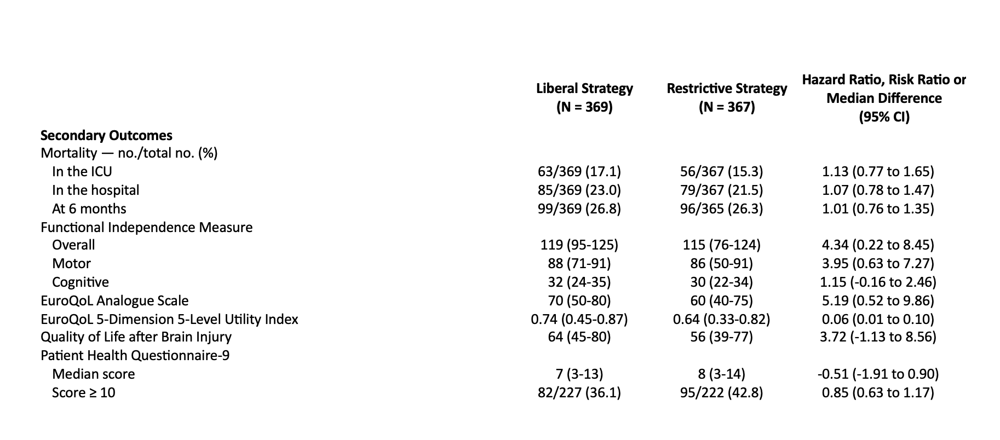 Liberal Strategy (N = 369) Restrictive Strategy (N = 367) Hazard Ratio, Risk Ratio or Median Difference (95% CI)
Secondary Outcomes
Mortality — no./total no. (%)
In the ICU 63/369 (17.1) 56/367 (15.3) 1.13 (0.77 to 1.65)
In the hospital 85/369 (23.0) 79/367 (21.5) 1.07 (0.78 to 1.47)
At 6 months 99/369 (26.8) 96/365 (26.3) 1.01 (0.76 to 1.35)
Functional Independence Measure
Overall 119 (95-125) 115 (76-124) 4.34 (0.22 to 8.45)
Motor 88 (71-91) 86 (50-91) 3.95 (0.63 to 7.27)
Cognitive 32 (24-35) 30 (22-34) 1.15 (-0.16 to 2.46)
EuroQoL Analogue Scale 70 (50-80) 60 (40-75) 5.19 (0.52 to 9.86)
EuroQoL 5-Dimension 5-Level Utility Index 0.74 (0.45-0.87) 0.64 (0.33-0.82) 0.06 (0.01 to 0.10)
Quality of Life after Brain Injury 64 (45-80) 56 (39-77) 3.72 (-1.13 to 8.56)
Patient Health Questionnaire-9
Median score 7 (3-13) 8 (3-14) -0.51 (-1.91 to 0.90)
Score ≥ 10 82/227 (36.1) 95/222 (42.8) 0.85 (0.63 to 1.17)